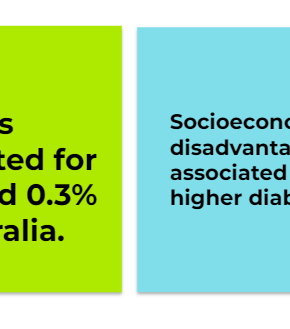 s
ted for
d 0.3%
ralia.
Socioecono
disadvanta
associated
higher diab